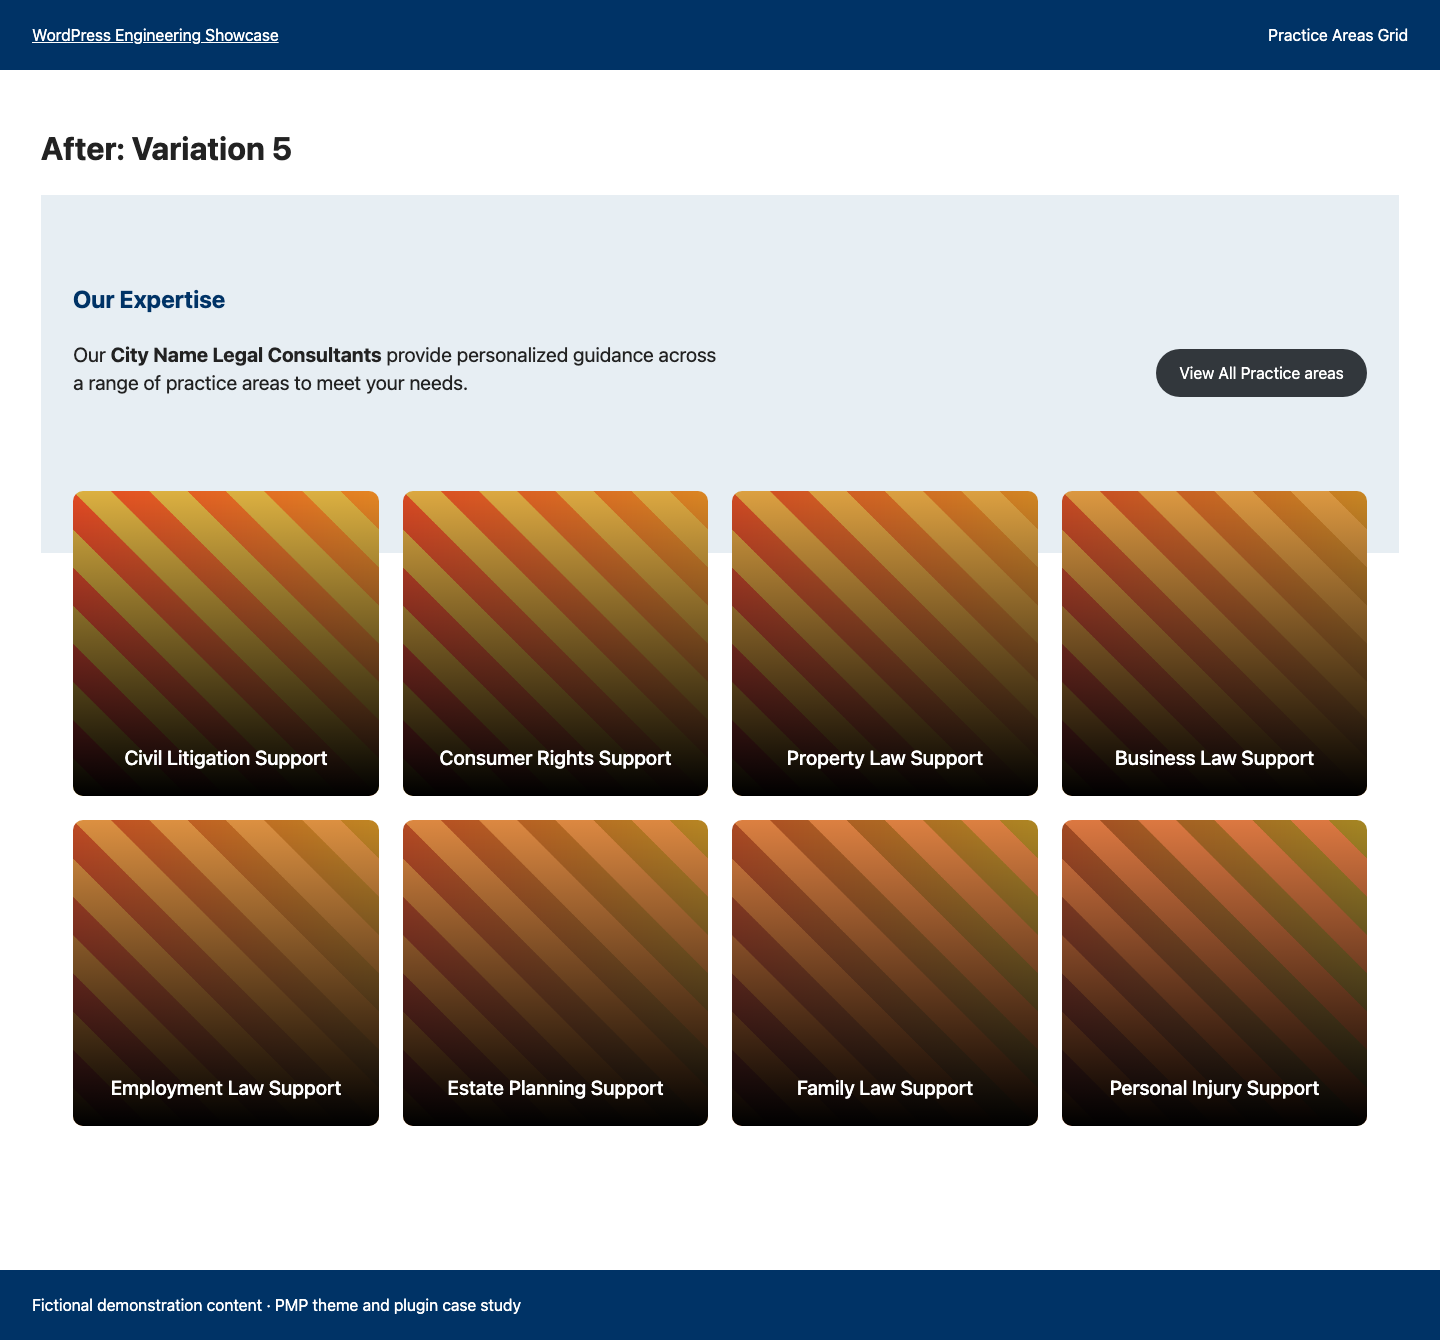 WordPress Engineering Showcase
Practice Areas Grid
After: Variation 5
Our Expertise
Our City Name Legal Consultants provide personalized guidance across
a range of practice areas to meet your needs.
View All Practice areas
Civil Litigation Support
Consumer Rights Support
Property Law Support
Business Law Support
Employment Law Support
Estate Planning Support
Family Law Support
Personal Injury Support
Fictional demonstration content · PMP theme and plugin case study